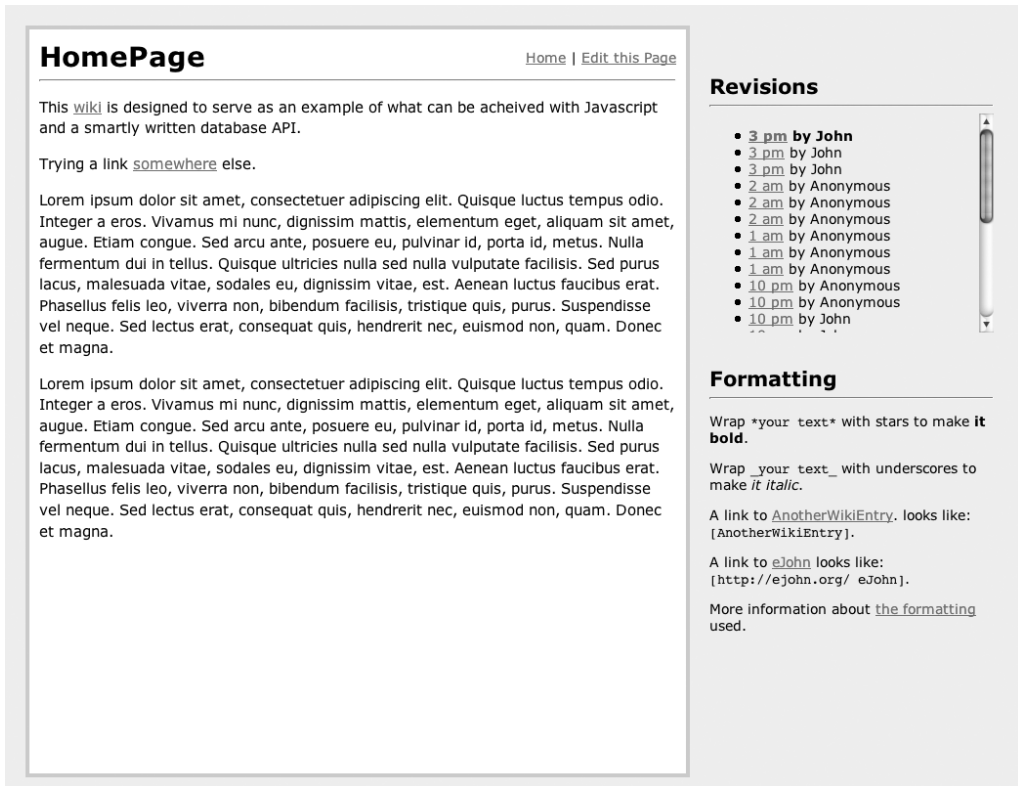 HomePage
Home | Edit this Page
This wiki is designed to serve as an example of what can be acheived with Javascript
and a smartly written database API.
Trying a link somewhere else.
Lorem ipsum dolor sit amet, consectetuer adipiscing elit. Quisque luctus tempus odio.
Integer a eros. Vivamus mi nunc, dignissim mattis, elementum eget, aliquam sit amet,
augue. Etiam congue. Sed arcu ante, posuere eu, pulvinar id, porta id, metus. Nulla
fermentum dui in tellus. Quisque ultricies nulla sed nulla vulputate facilisis. Sed purus
lacus, malesuada vitae, sodales eu, dignissim vitae, est. Aenean luctus faucibus erat.
Phasellus felis leo, viverra non, bibendum facilisis, tristique quis, purus. Suspendisse
vel neque. Sed lectus erat, consequat quis, hendrerit nec, euismod non, quam. Donec
et magna.
Lorem ipsum dolor sit amet, consectetuer adipiscing elit. Quisque luctus tempus odio.
Integer a eros. Vivamus mi nunc, dignissim mattis, elementum eget, aliquam sit amet,
augue. Etiam congue. Sed arcu ante, posuere eu, pulvinar id, porta id, metus. Nulla
fermentum dui in tellus. Quisque ultricies nulla sed nulla vulputate facilisis. Sed purus
lacus, malesuada vitae, sodales eu, dignissim vitae, est. Aenean luctus faucibus erat.
Phasellus felis leo, viverra non, bibendum facilisis, tristique quis, purus. Suspendisse
vel neque. Sed lectus erat, consequat quis, hendrerit nec, euismod non, quam. Donec
et magna.
Revisions
• 3 pm by John
• 3 pm by John
• 3 pm by John
• 2 am by Anonymous
• 2 am by Anonymous
• 2 am by Anonymous
• 1 am by Anonymous
• 1 am by Anonymous
• 1 am by Anonymous
• 10 pm by Anonymous
• 10 pm by Anonymous
• 10 pm by John
Formatting
Wrap *your text* with stars to make it
bold.
Wrap _your text_ with underscores to
make it italic.
A link to AnotherWikiEntry. looks like:
[AnotherWikiEntry].
A link to eJohn looks like:
[http://ejohn.org/ eJohn].
More information about the formatting
used.